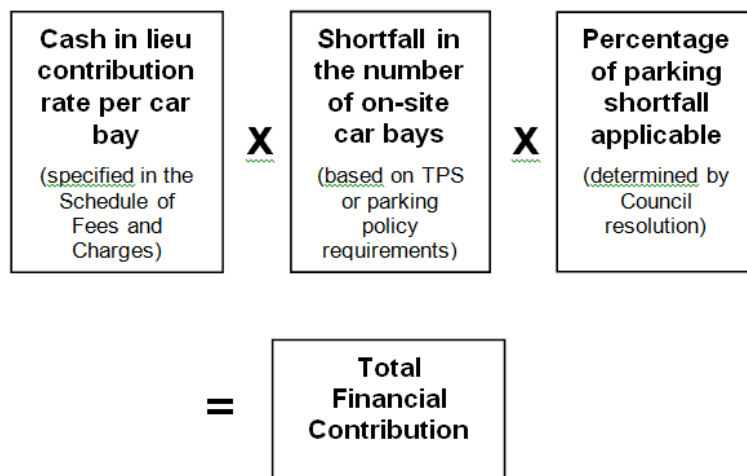 Cash in lieu
contribution
rate per car
bay
(specified in the
Schedule of
Fees and
Charges)
X
Shortfall in
the number
of on-site
car bays
(based on TPS
or parking
policy
requirements)
X
Percentage
of parking
shortfall
applicable
(determined by
Council
resolution)
=
Total
Financial
Contribution